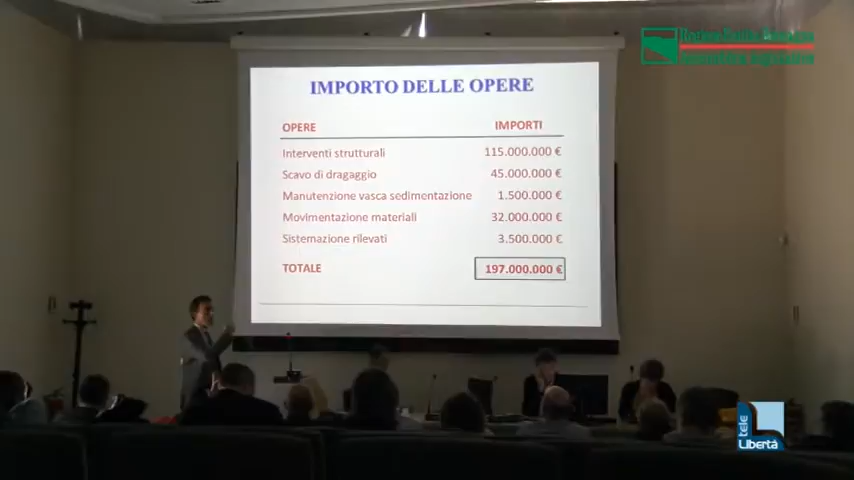 IMPORTO DELLE OPERE
OPERE IMPORTI
Interventi strutturali 115.000.000 €
Scavo di dragaggio 45.000.000 €
Manutenzione vasca sedimentazione 1.500.000 €
Movimentazione materiali 32.000.000 €
Sistemazione rilevati 3.500.000 €
TOTALE 197.000.000 €
tele
Libertà